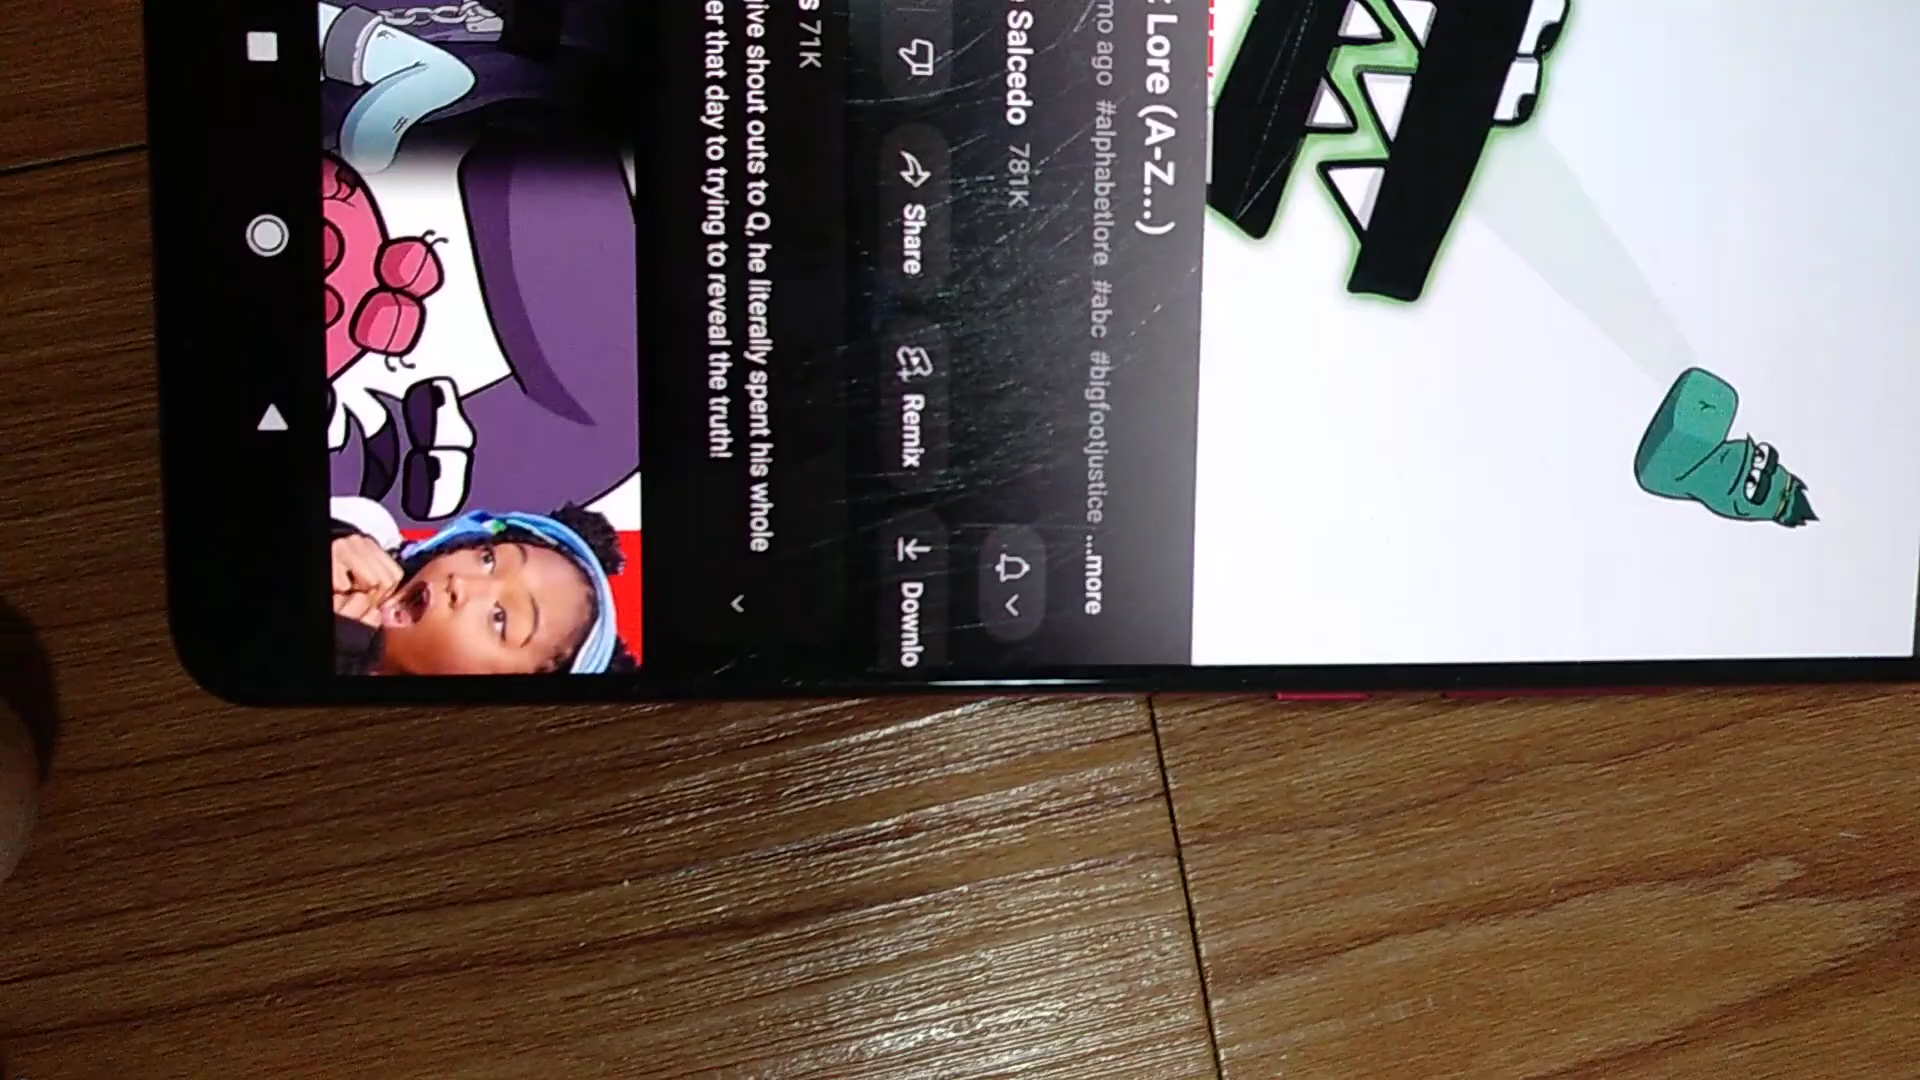 : Lore (A-Z...)
mo ago #alphabetlore #abc #bigfootjustice ...more
Salcedo 781K
Share Remix Downlo
s 71K
give shout outs to Q, he literally spent his whole
er that day to trying to reveal the truth!